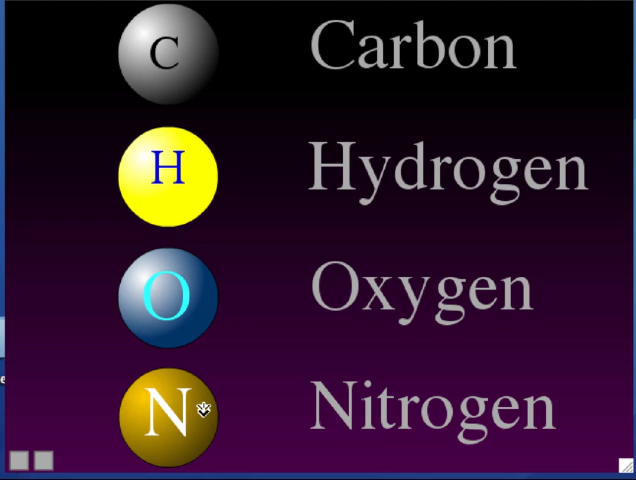 C Carbon
H Hydrogen
O Oxygen
N Nitrogen
e